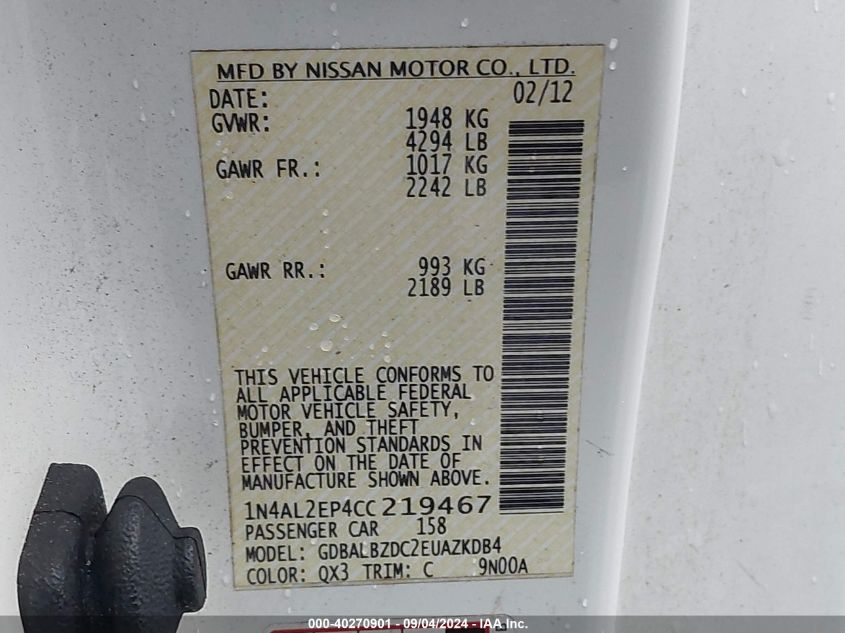 MFD BY NISSAN MOTOR CO., LTD.
DATE: 02/12
GVWR: 1948 KG
4294 LB
GAWR FR.: 1017 KG
2242 LB
GAWR RR.: 993 KG
2189 LB
THIS VEHICLE CONFORMS TO
ALL APPLICABLE FEDERAL
MOTOR VEHICLE SAFETY,
BUMPER, AND THEFT
PREVENTION STANDARDS IN
EFFECT ON THE DATE OF
MANUFACTURE SHOWN ABOVE.
1N4AL2EP4CC219467
PASSENGER CAR 158
MODEL: GDBALBZDC2EUAZKDB4
COLOR: QX3 TRIM: C 9N00A
000-40270901 - 09/04/2024 - IAA Inc.